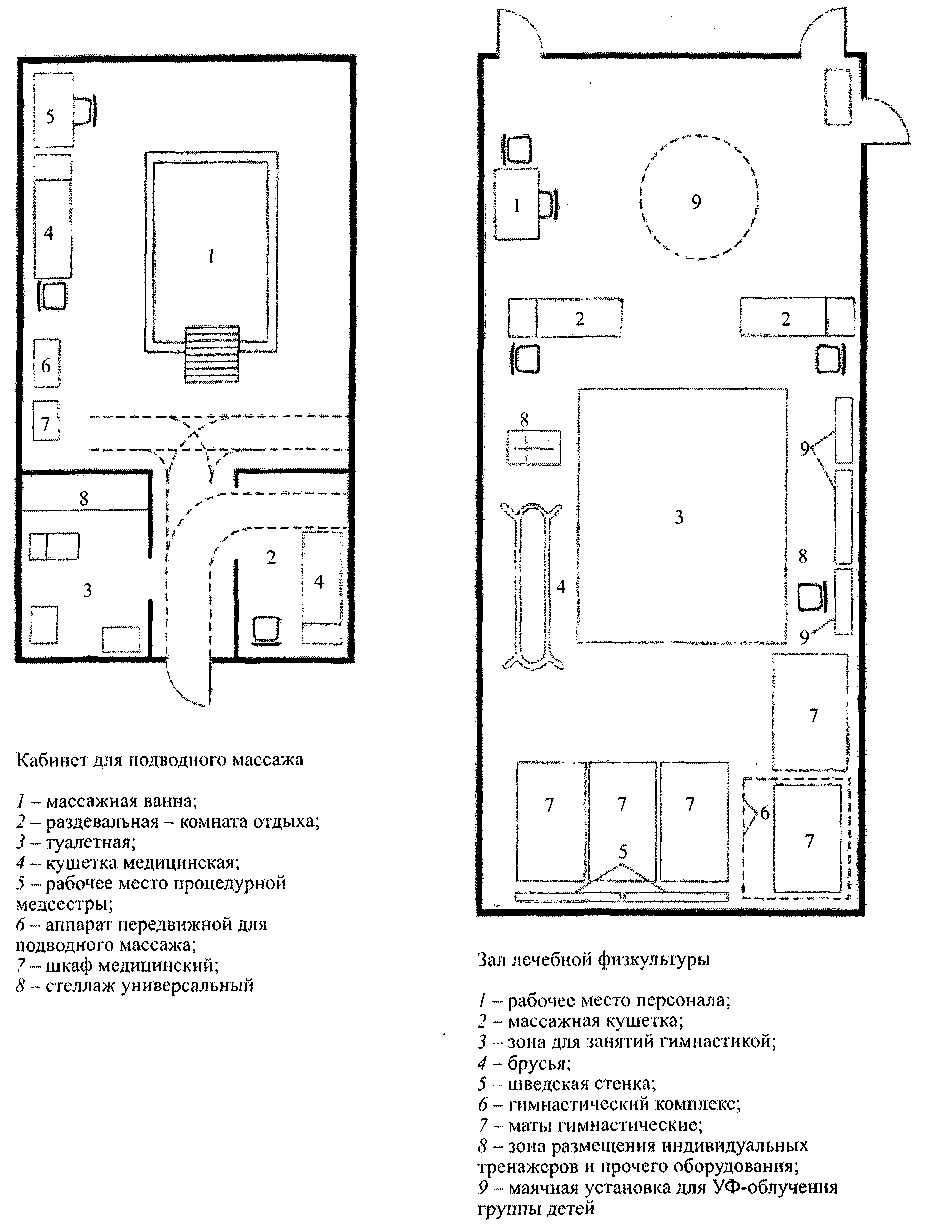 5
4
1
6
7
8
3
2
4
1
9
2
2
8
9
3
8
4
9
7
7
7
7
6
7
5
Кабинет для подводного массажа
1 – массажная ванна;
2 – раздевальная – комната отдыха;
3 – туалетная;
4 – кушетка медицинская;
5 – рабочее место процедурной
медсестры;
6 – аппарат передвижной для
подводного массажа;
7 – шкаф медицинский;
8 – стеллаж универсальный
Зал лечебной физкультуры
1 – рабочее место персонала;
2 – массажная кушетка;
3 – зона для занятий гимнастикой;
4 – брусья;
5 – шведская стенка;
6 – гимнастический комплекс;
7 – маты гимнастические;
8 – зона размещения индивидуальных
тренажеров и прочего оборудования;
9 – маячная установка для УФ-облучения
группы детей